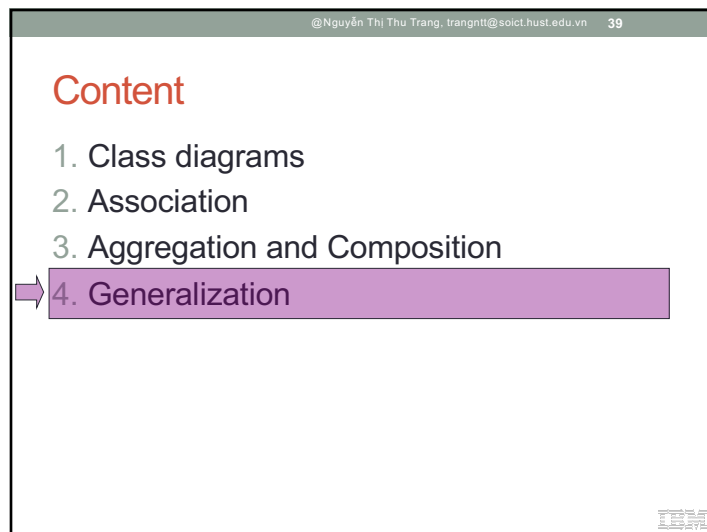 @Nguyễn Thị Thu Trang, trangntt@soict.hust.edu.vn 39
Content
1. Class diagrams
2. Association
3. Aggregation and Composition
4. Generalization
IBM